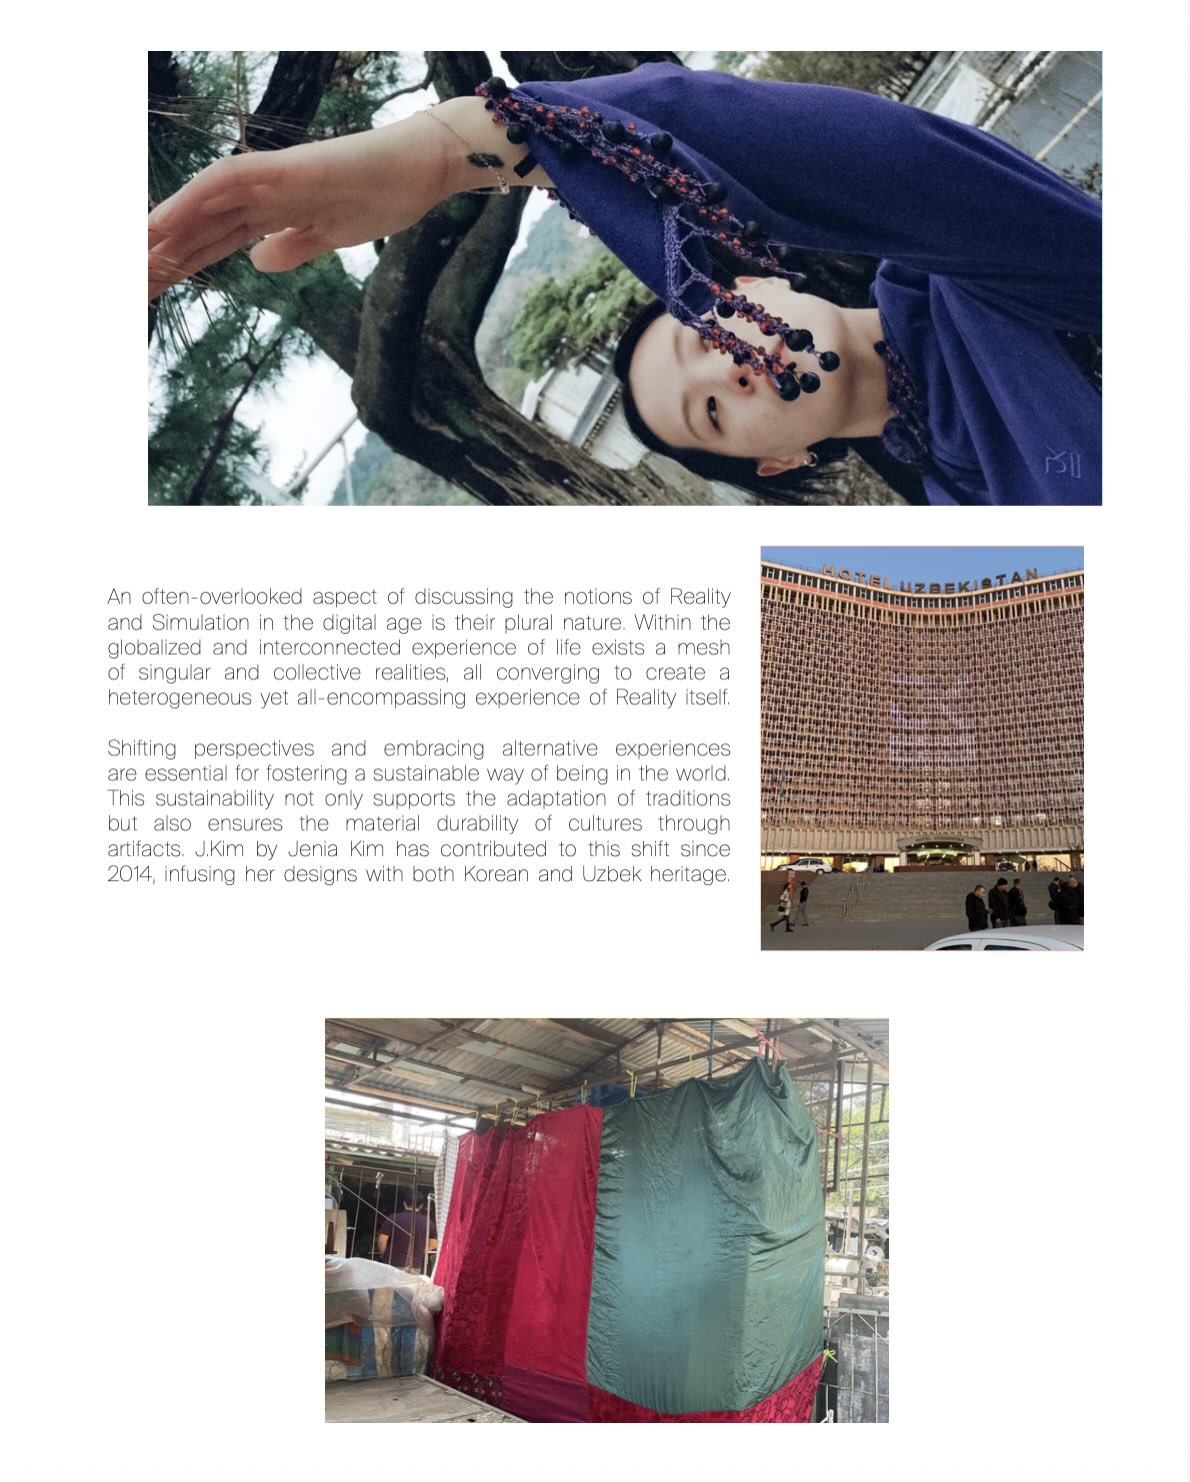 An often-overlooked aspect of discussing the notions of Reality
and Simulation in the digital age is their plural nature. Within the
globalized and interconnected experience of life exists a mesh
of singular and collective realities, all converging to create a
heterogeneous yet all-encompassing experience of Reality itself.
Shifting perspectives and embracing alternative experiences
are essential for fostering a sustainable way of being in the world.
This sustainability not only supports the adaptation of traditions
but also ensures the material durability of cultures through
artifacts. J.Kim by Jenia Kim has contributed to this shift since
2014, infusing her designs with both Korean and Uzbek heritage.
HOTEL UZBEKISTAN